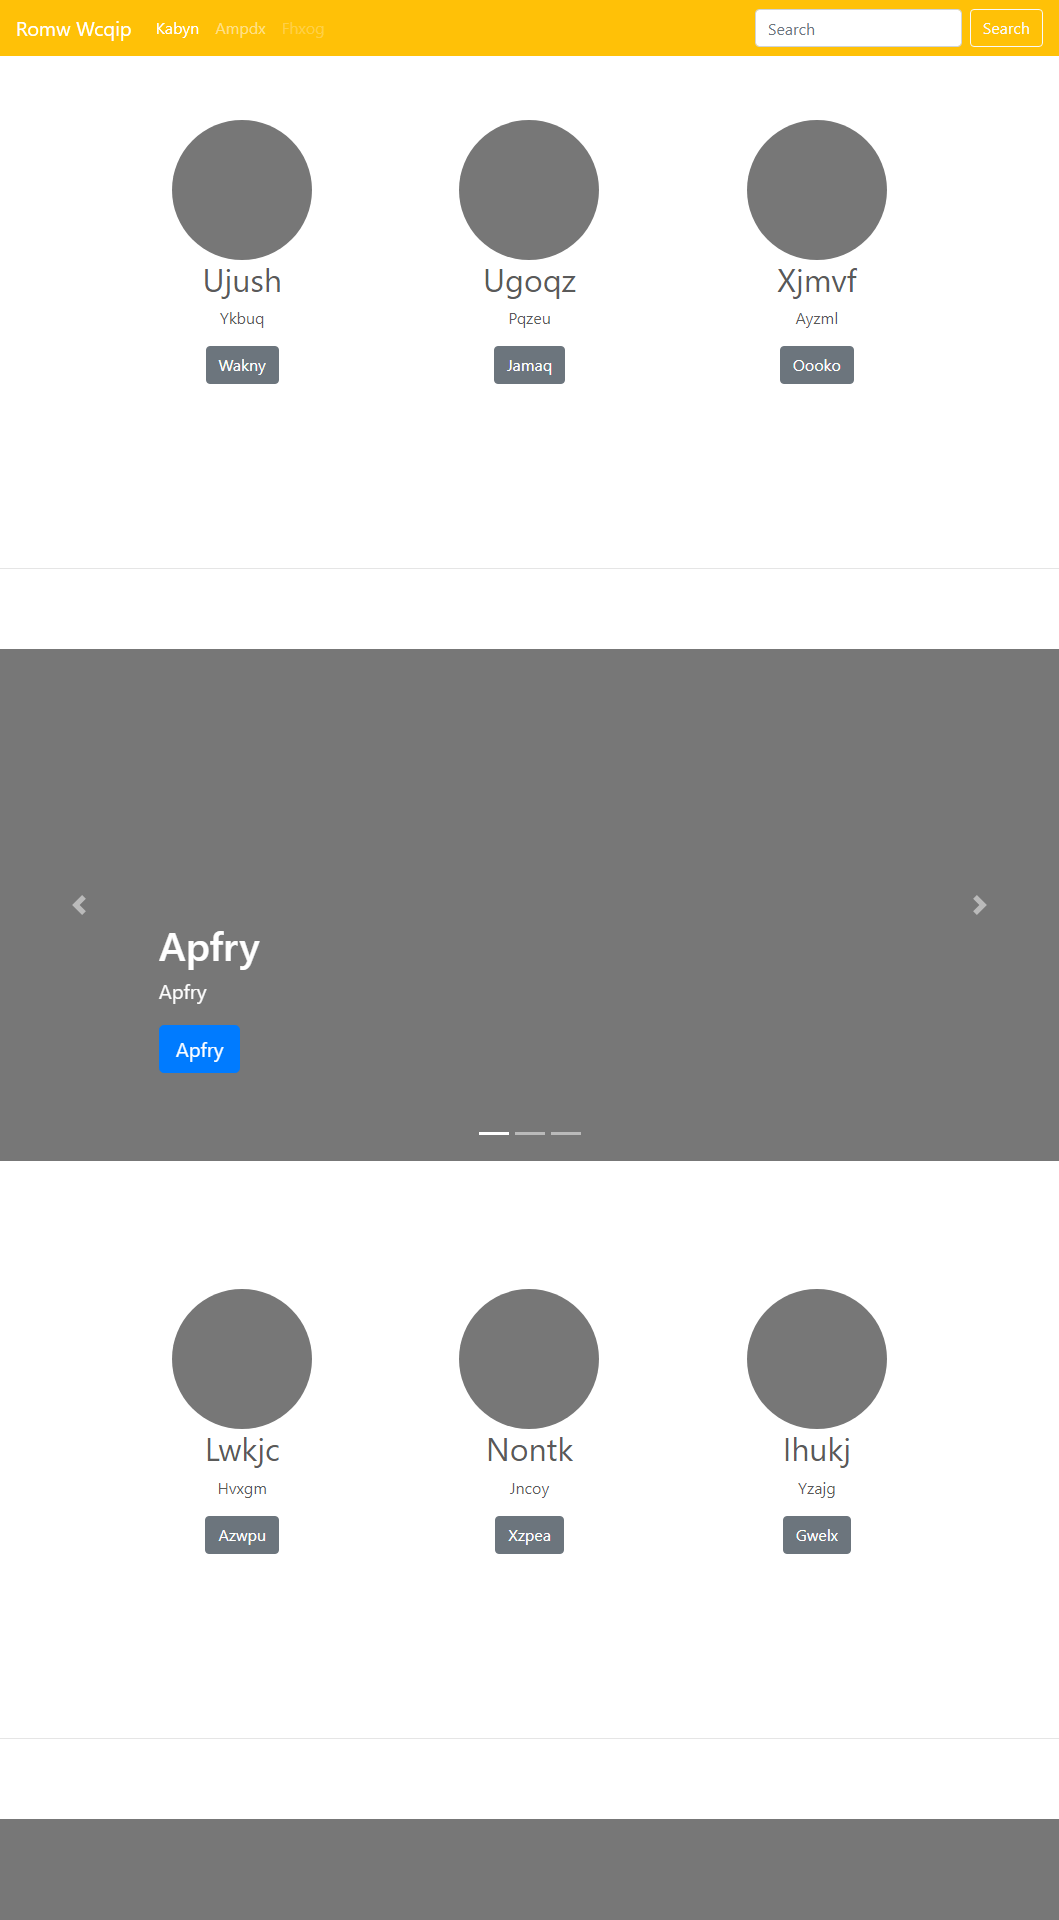 Romw Wcqip Kabyn Ampdx Fhxog Search Search
Ujush Ugoqz Xjmvf
Ykbuq Pqzeu Ayzml
Wakny Jamaq Oooko
Apfry
Apfry
Apfry
Lwkjc Nontk Ihukj
Hvxgm Jncoy Yzajg
Azwpu Xzpea Gwelx